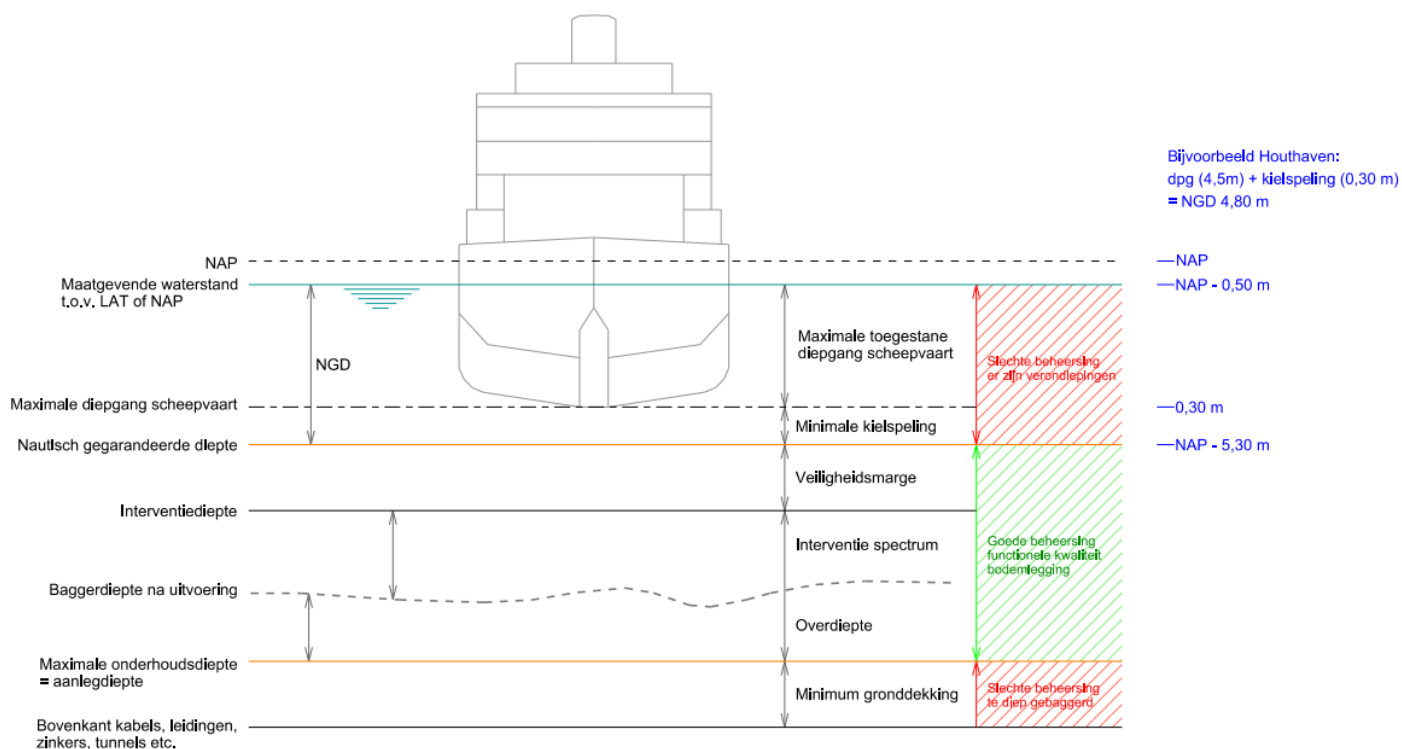 Bijvoorbeeld Houthaven:
dpg (4,5m) + kielspeling (0,30 m)
= NGD 4,80 m
NAP
—NAP
Maatgevende waterstand
t.o.v. LAT of NAP
—NAP - 0,50 m
NGD
Maximale toegestane
diepgang scheepvaart
Slechte beheersing
er zijn verondiepingen
Maximale diepgang scheepvaart
—0,30 m
Minimale kielspeling
Nautisch gegarandeerde diepte
—NAP - 5,30 m
Veiligheidsmarge
Interventiediepte
Interventie spectrum
Goede beheersing
functionele kwaliteit
bodemlegging
Baggerdiepte na uitvoering
Overdiepte
Maximale onderhoudsdiepte
= aanlegdiepte
Minimum gronddekking
Slechte beheersing
te diep gebaggerd
Bovenkant kabels, leidingen,
zinkers, tunnels etc.